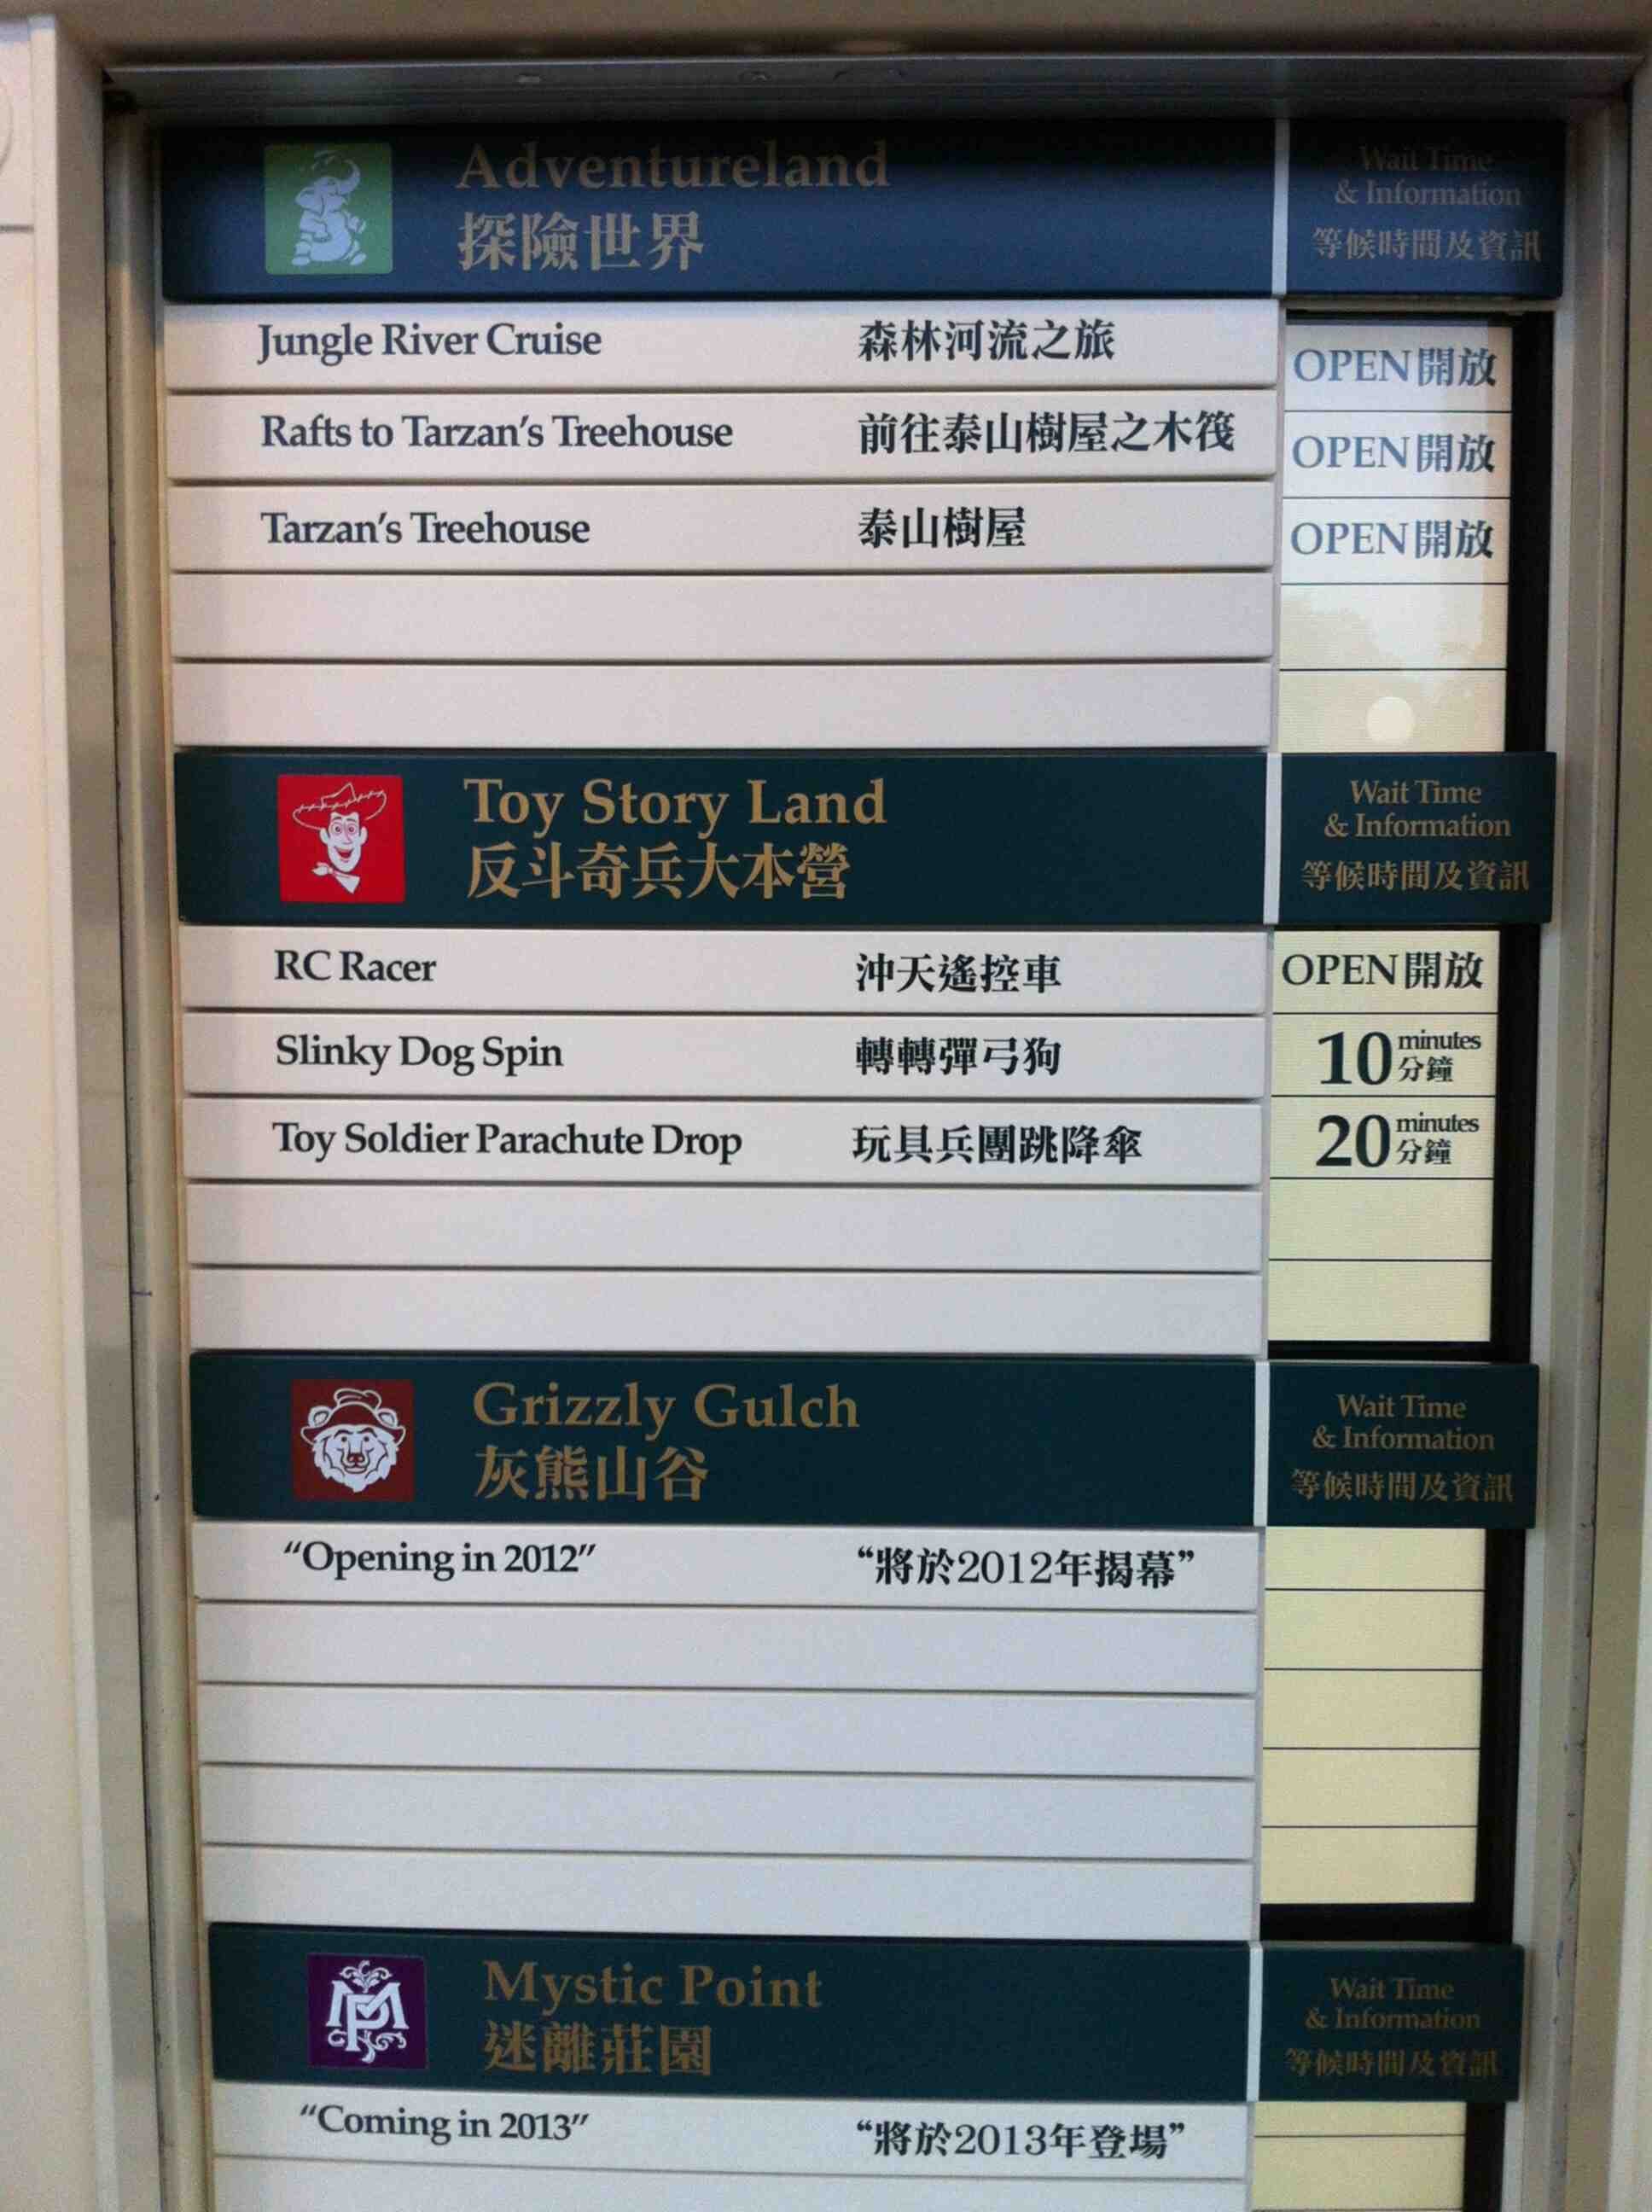 Adventureland
探險世界
Wait Time
& Information
等候時間及資訊
Jungle River Cruise 森林河流之旅 OPEN開放
Rafts to Tarzan's Treehouse 前往泰山樹屋之木筏 OPEN開放
Tarzan's Treehouse 泰山樹屋 OPEN開放
Toy Story Land
反斗奇兵大本營
Wait Time
& Information
等候時間及資訊
RC Racer 沖天遙控車 OPEN開放
Slinky Dog Spin 轉轉彈弓狗 10 minutes 分鐘
Toy Soldier Parachute Drop 玩具兵團跳降傘 20 minutes 分鐘
Grizzly Gulch
灰熊山谷
Wait Time
& Information
等候時間及資訊
“Opening in 2012” “將於2012年揭幕”
MP
Mystic Point
迷離莊園
Wait Time
& Information
等候時間及資訊
“Coming in 2013” “將於2013年登場”